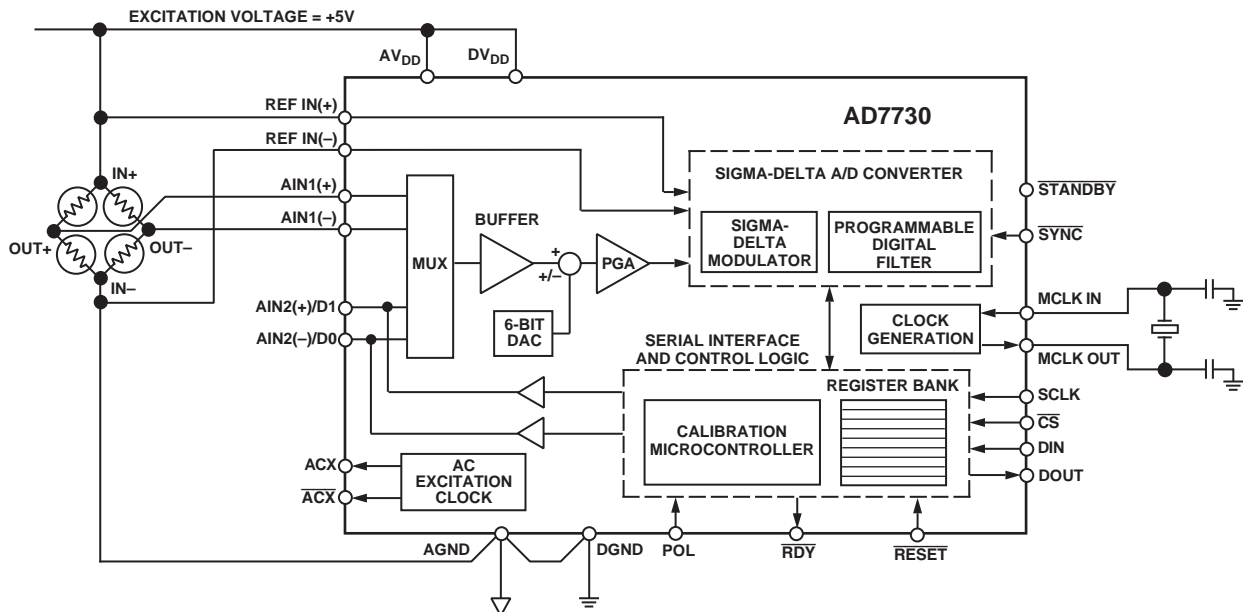 EXCITATION VOLTAGE = +5V
AVDD
DVDD
REF IN(+)
REF IN(–)
AD7730
IN+
AIN1(+)
AIN1(–)
OUT+
OUT–
IN–
MUX
BUFFER
+
+/–
PGA
6-BIT
DAC
SIGMA-DELTA A/D CONVERTER
SIGMA-
DELTA
MODULATOR
PROGRAMMABLE
DIGITAL
FILTER
STANDBY
SYNC
AIN2(+)/D1
AIN2(–)/D0
CLOCK
GENERATION
MCLK IN
MCLK OUT
SERIAL INTERFACE
AND CONTROL LOGIC
REGISTER BANK
CALIBRATION
MICROCONTROLLER
SCLK
CS
DIN
DOUT
ACX
ACX
AC
EXCITATION
CLOCK
AGND
DGND
POL
RDY
RESET